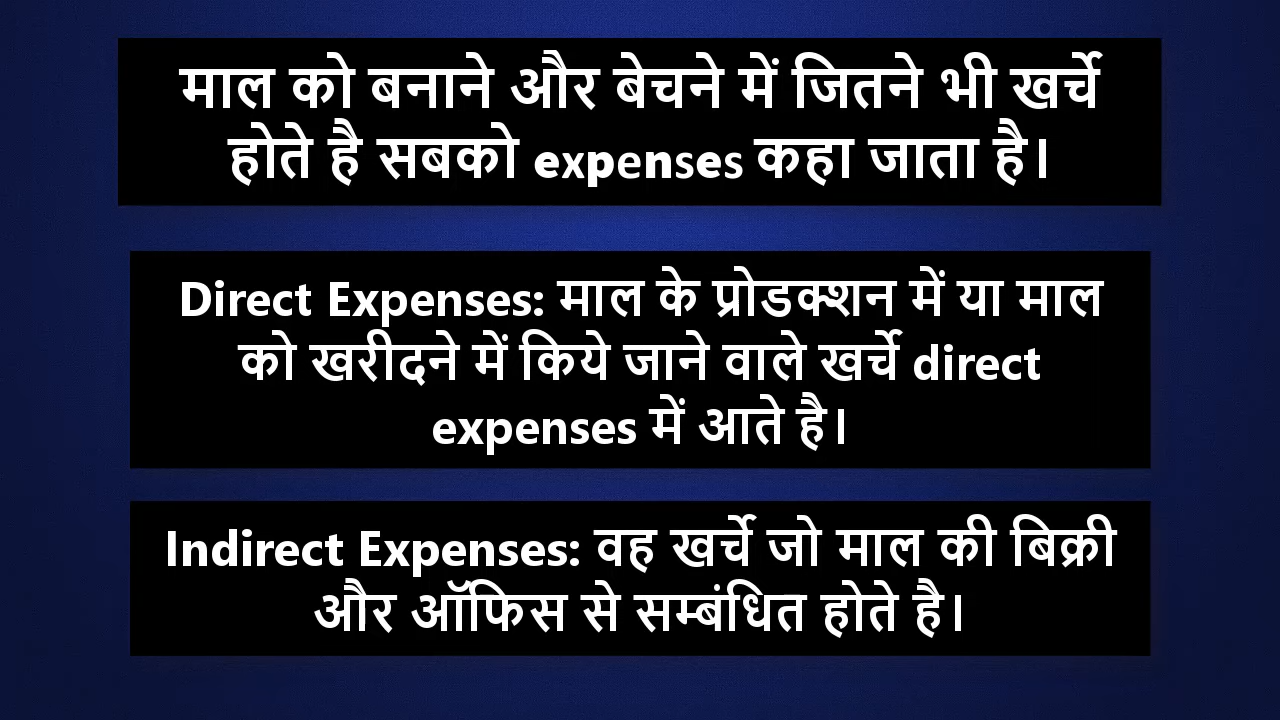 माल को बनाने और बेचने में जितने भी खर्चे
होते है सबको expenses कहा जाता है।
Direct Expenses: माल के प्रोडक्शन में या माल
को खरीदने में किये जाने वाले खर्चे direct
expenses में आते है।
Indirect Expenses: वह खर्चे जो माल की बिक्री
और ऑफिस से सम्बंधित होते है।